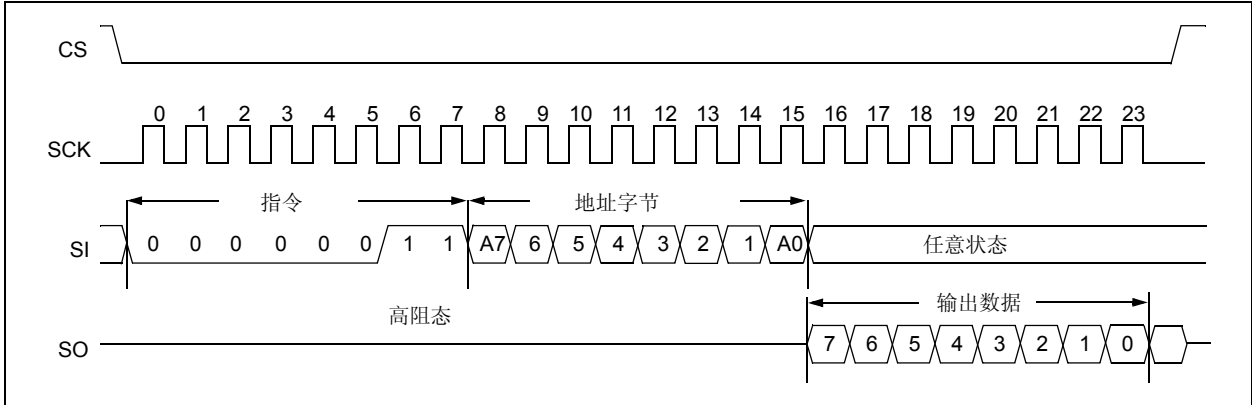 CS
0 1 2 3 4 5 6 7 8 9 10 11 12 13 14 15 16 17 18 19 20 21 22 23
SCK
指令 地址字节
SI 0 0 0 0 0 0 1 1 A7 6 5 4 3 2 1 A0 任意状态
高阻态 输出数据
SO 7 6 5 4 3 2 1 0